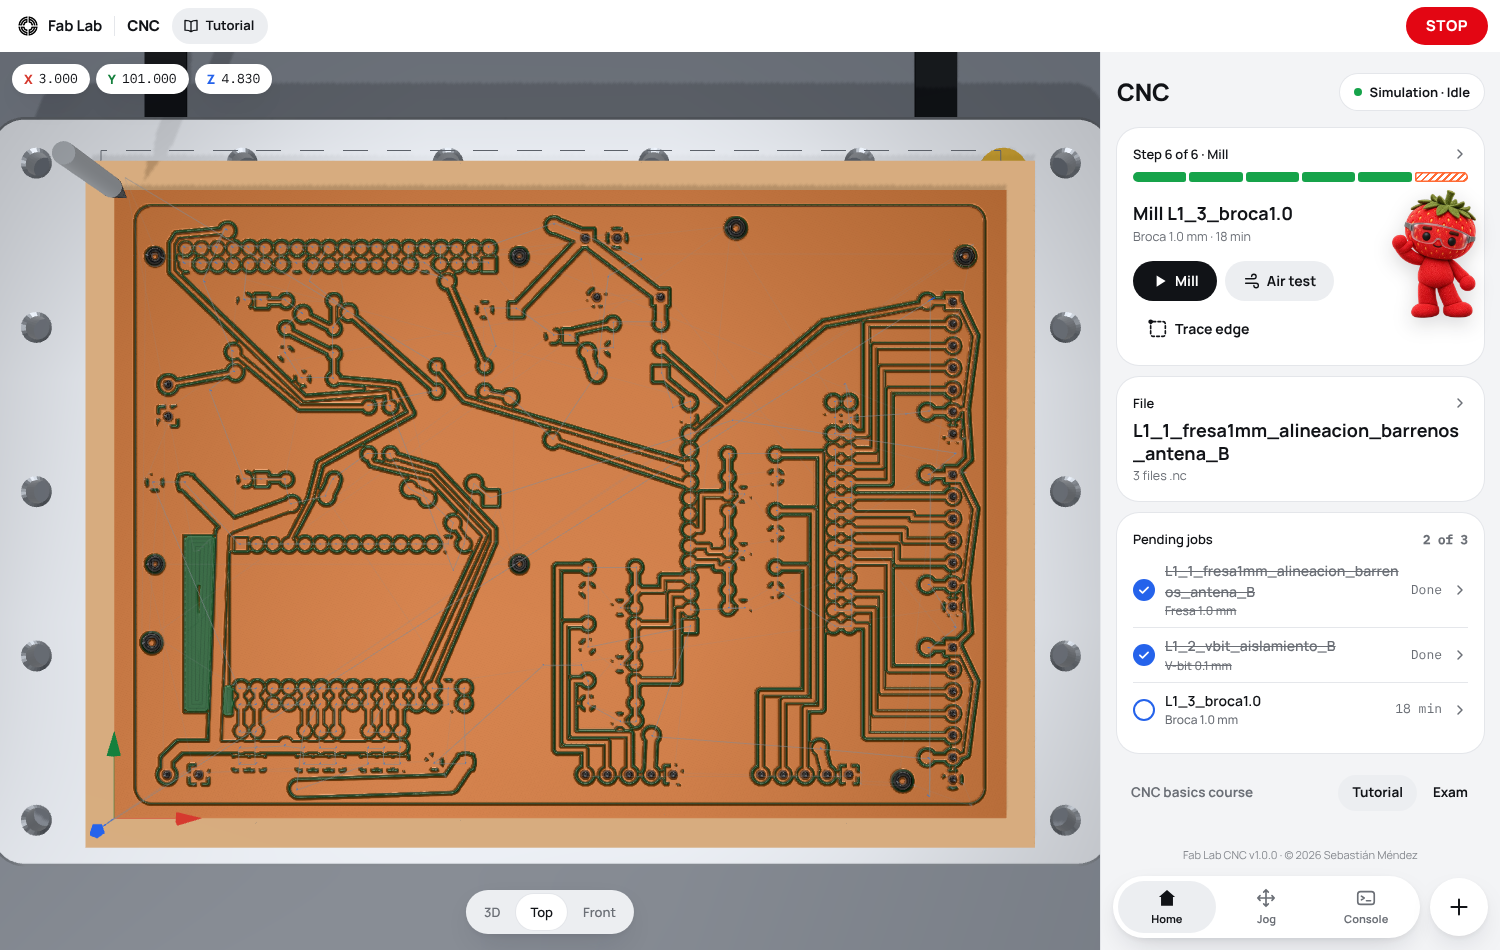 Fab Lab
CNC
Tutorial
STOP
X 3.000
Y 101.000
Z 4.830
CNC
Simulation · Idle
Step 6 of 6 · Mill
Mill L1_3_broca1.0
Broca 1.0 mm · 18 min
Mill
Air test
Trace edge
File
L1_1_fresa1mm_alineacion_barrenos
_antena_B
3 files .nc
Pending jobs
2 of 3
L1_1_fresa1mm_alineacion_barren
os_antena_B
Fresa 1.0 mm
Done
L1_2_vbit_aislamiento_B
V-bit 0.1 mm
Done
L1_3_broca1.0
Broca 1.0 mm
18 min
CNC basics course
Tutorial
Exam
Fab Lab CNC v1.0.0 · © 2026 Sebastián Méndez
3D
Top
Front
Home
Jog
Console